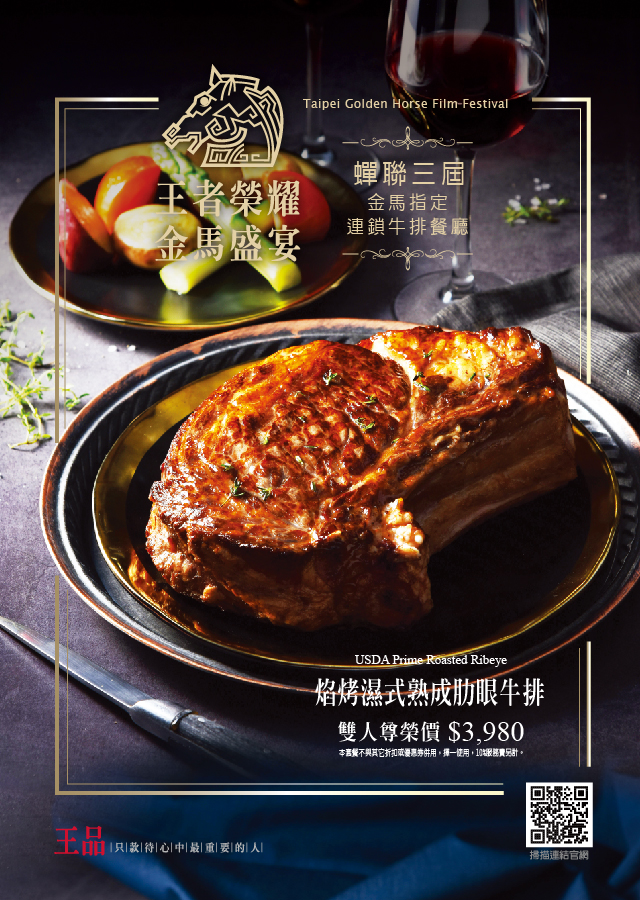 Taipei Golden Horse Film Festival
王者榮耀
金馬盛宴
蟬聯三屆
金馬指定
連鎖牛排餐廳
USDA Prime Roasted Ribeye
焰烤濕式熟成肋眼牛排
雙人尊榮價 $3,980
本套餐不與其它折扣或優惠券併用，擇一使用，10%服務費另計。
王品 |只|款|待|心|中|最|重|要|的|人|
掃描連結官網